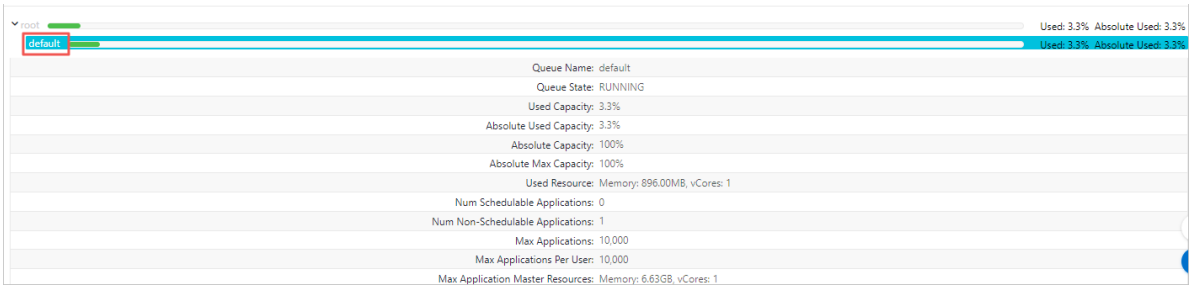 root Used: 3.3% Absolute Used: 3.3%
default Used: 3.3% Absolute Used: 3.3%
Queue Name: default
Queue State: RUNNING
Used Capacity: 3.3%
Absolute Used Capacity: 3.3%
Absolute Capacity: 100%
Absolute Max Capacity: 100%
Used Resource: Memory: 896.00MB, vCores: 1
Num Schedulable Applications: 0
Num Non-Schedulable Applications: 1
Max Applications: 10,000
Max Applications Per User: 10,000
Max Application Master Resources: Memory: 6.63GB, vCores: 1